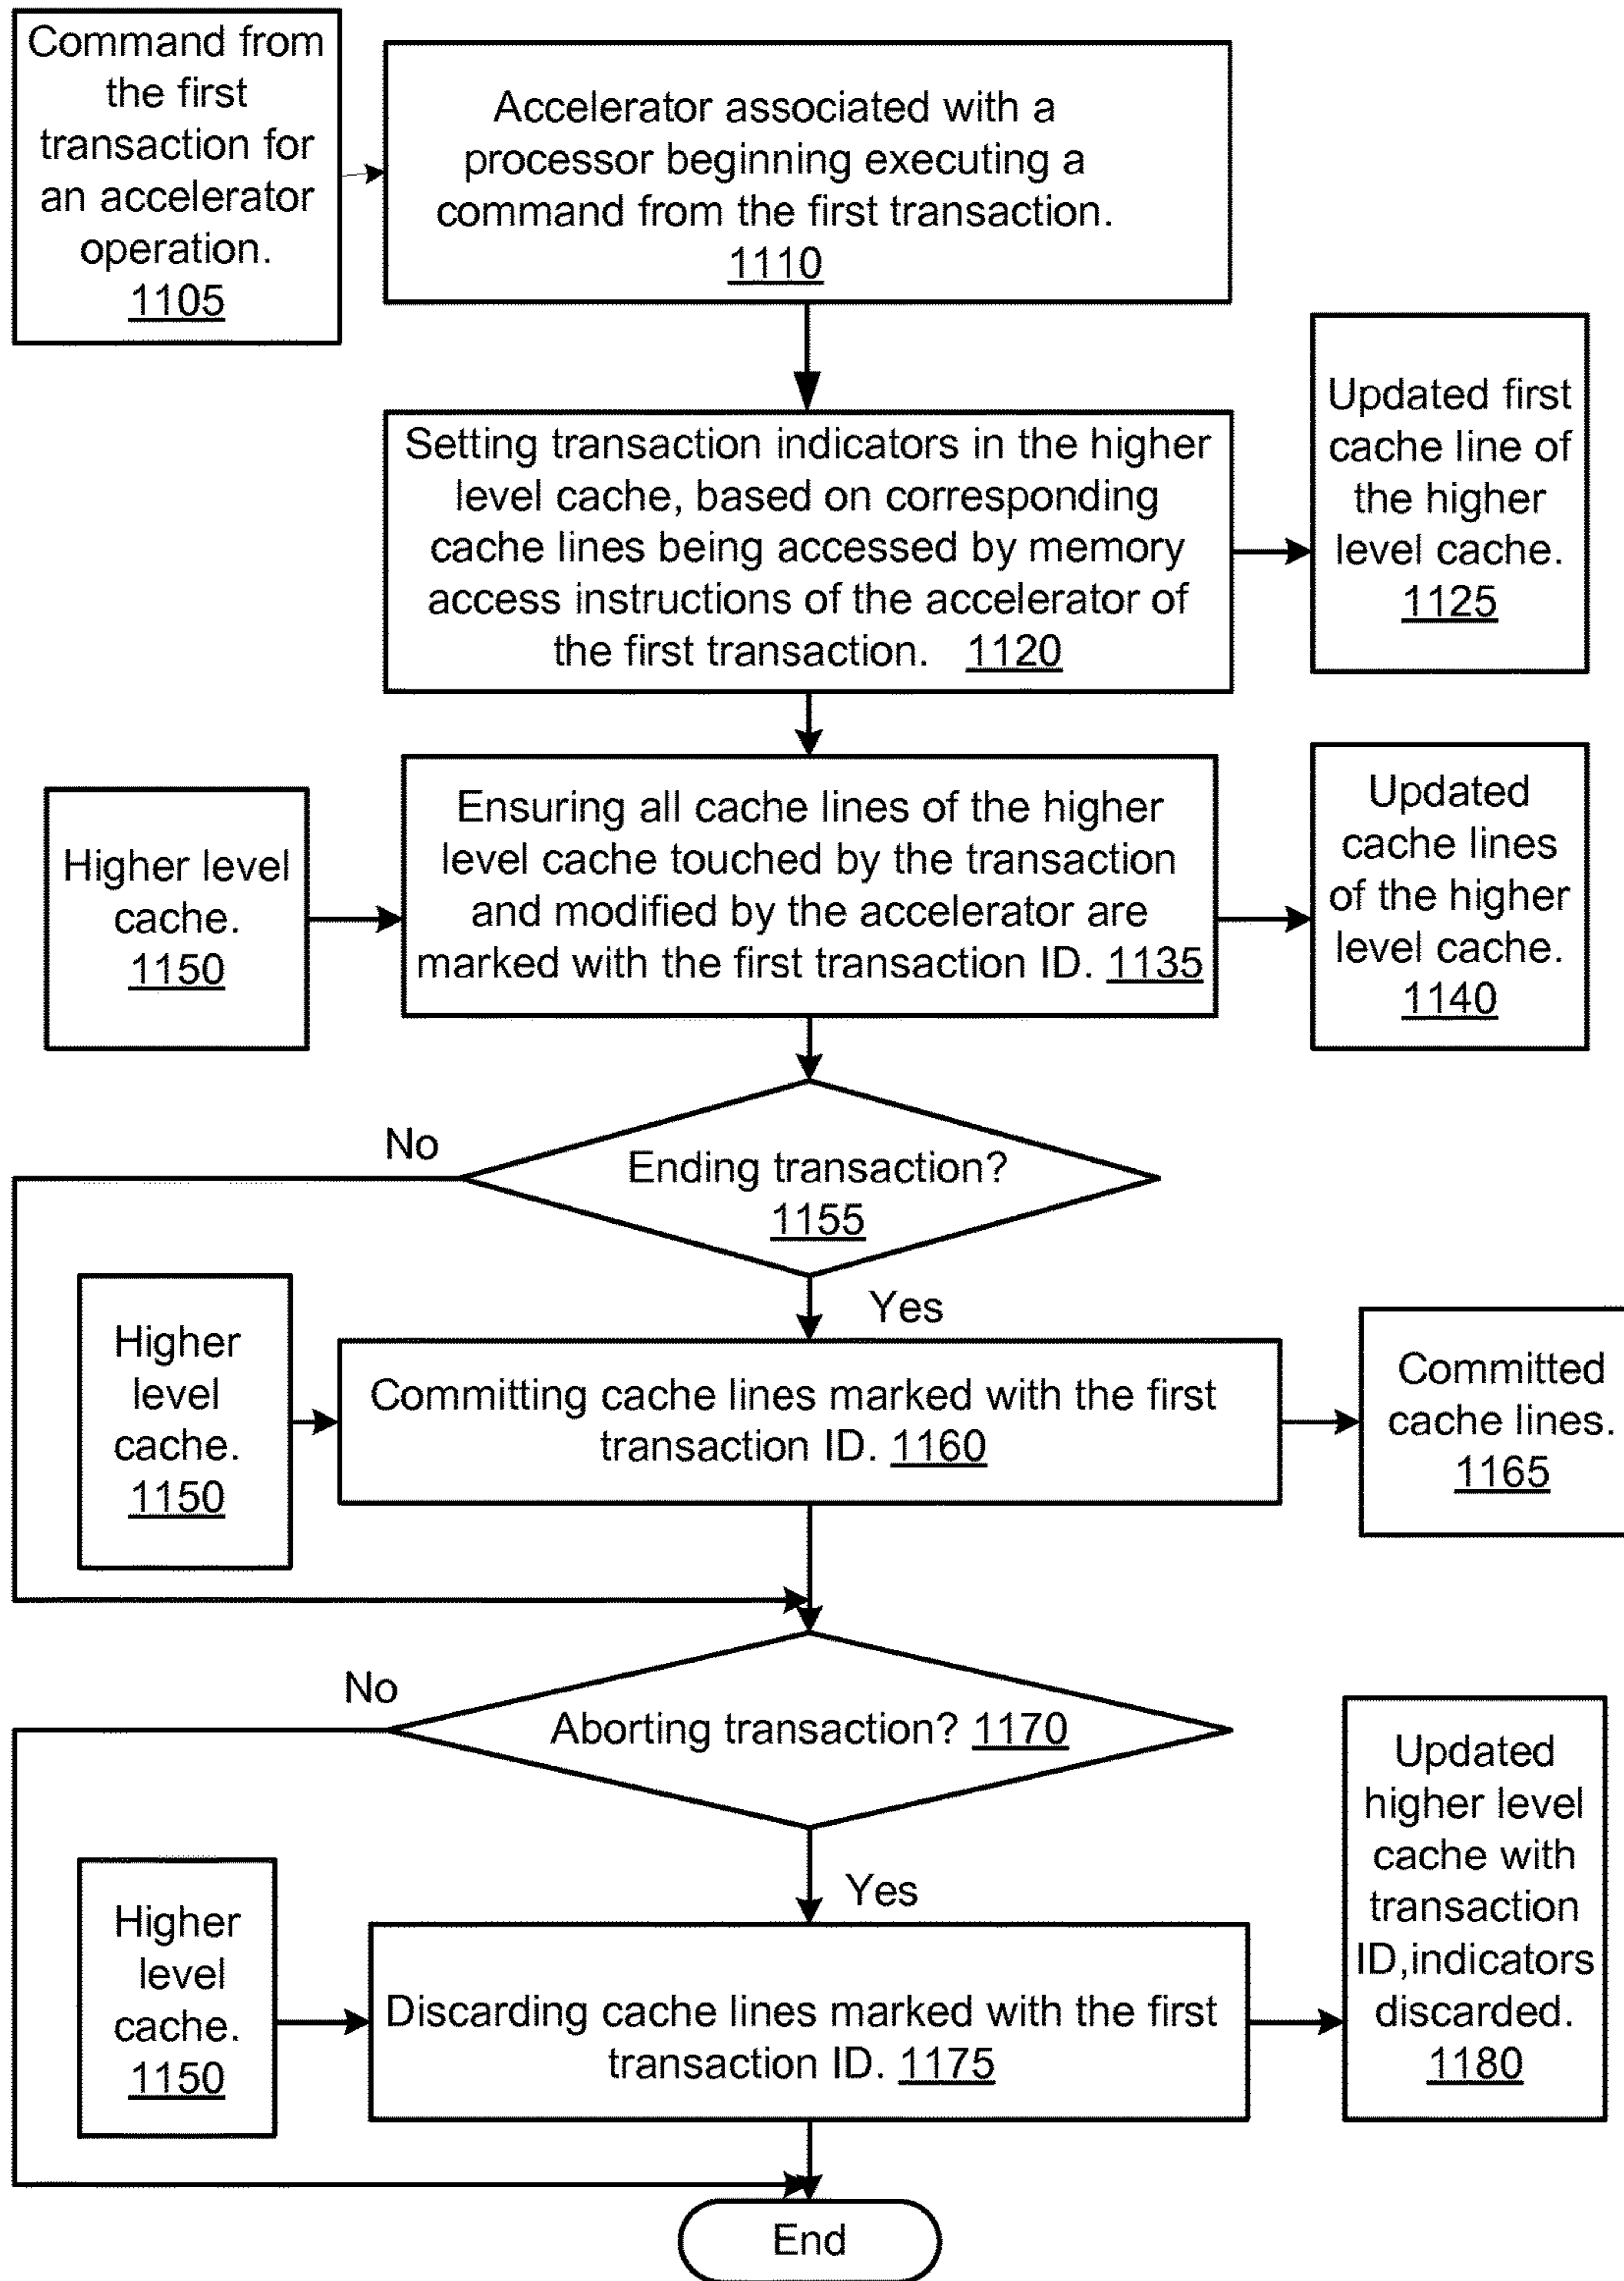 Command from
the first
transaction for
an accelerator
operation.
1105
Accelerator associated with a
processor beginning executing a
command from the first transaction.
1110
Setting transaction indicators in the higher
level cache, based on corresponding
cache lines being accessed by memory
access instructions of the accelerator of
the first transaction. 1120
Updated first
cache line of
the higher
level cache.
1125
Higher level
cache.
1150
Ensuring all cache lines of the higher
level cache touched by the transaction
and modified by the accelerator are
marked with the first transaction ID. 1135
Updated
cache lines
of the higher
level cache.
1140
No
Ending transaction?
1155
Yes
Higher
level
cache.
1150
Committing cache lines marked with the first
transaction ID. 1160
Committed
cache lines.
1165
No
Aborting transaction? 1170
Yes
Higher
level
cache.
1150
Discarding cache lines marked with the first
transaction ID. 1175
Updated
higher level
cache with
transaction
ID,indicators
discarded.
1180
End